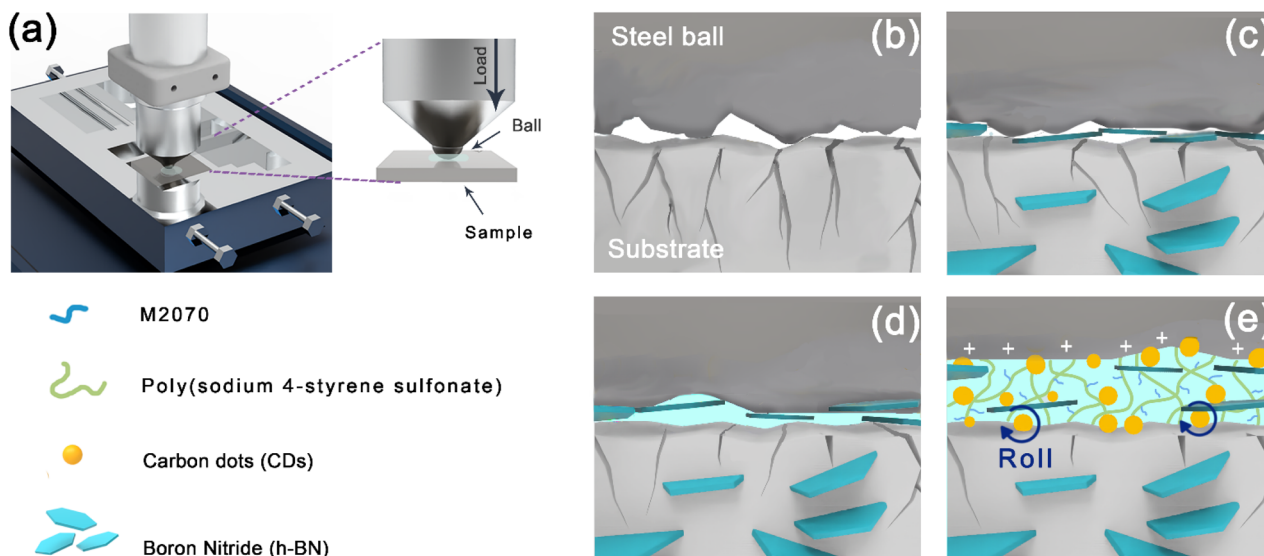 (a)
Load
Ball
Sample
(b)
Steel ball
Substrate
(c)
M2070
Poly(sodium 4-styrene sulfonate)
Carbon dots (CDs)
Boron Nitride (h-BN)
(d)
(e)
+ + + + + +
Roll